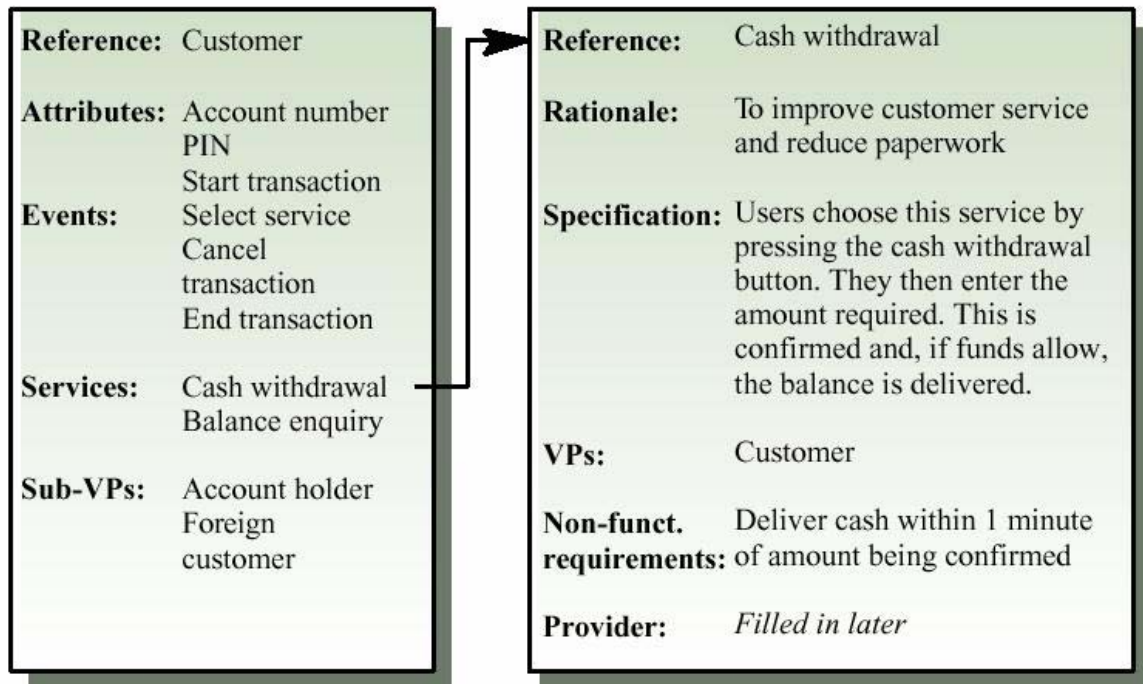 Reference: Customer
Attributes: Account number
PIN
Start transaction
Events: Select service
Cancel
transaction
End transaction
Services: Cash withdrawal
Balance enquiry
Sub-VPs: Account holder
Foreign
customer
Reference: Cash withdrawal
Rationale: To improve customer service
and reduce paperwork
Specification: Users choose this service by
pressing the cash withdrawal
button. They then enter the
amount required. This is
confirmed and, if funds allow,
the balance is delivered.
VPs: Customer
Non-funct. Deliver cash within 1 minute
requirements: of amount being confirmed
Provider: Filled in later